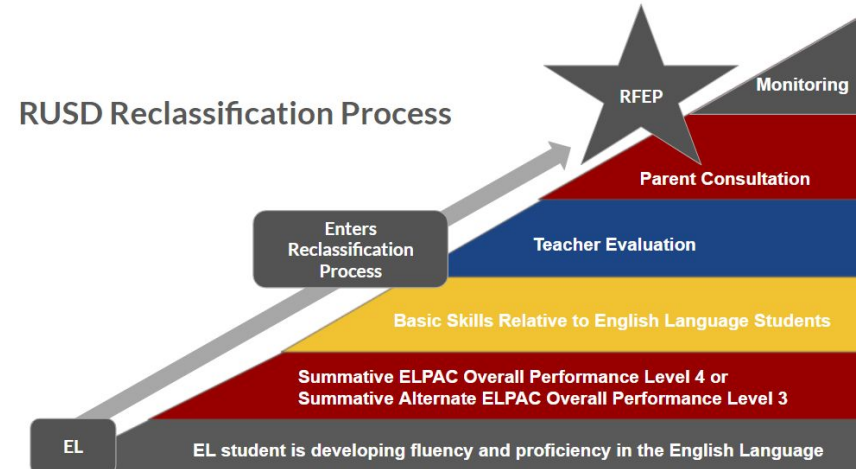 RUSD Reclassification Process
RFEP
Monitoring
Parent Consultation
Enters
Reclassification
Process
Teacher Evaluation
Basic Skills Relative to English Language Students
Summative ELPAC Overall Performance Level 4 or
Summative Alternate ELPAC Overall Performance Level 3
EL
EL student is developing fluency and proficiency in the English Language